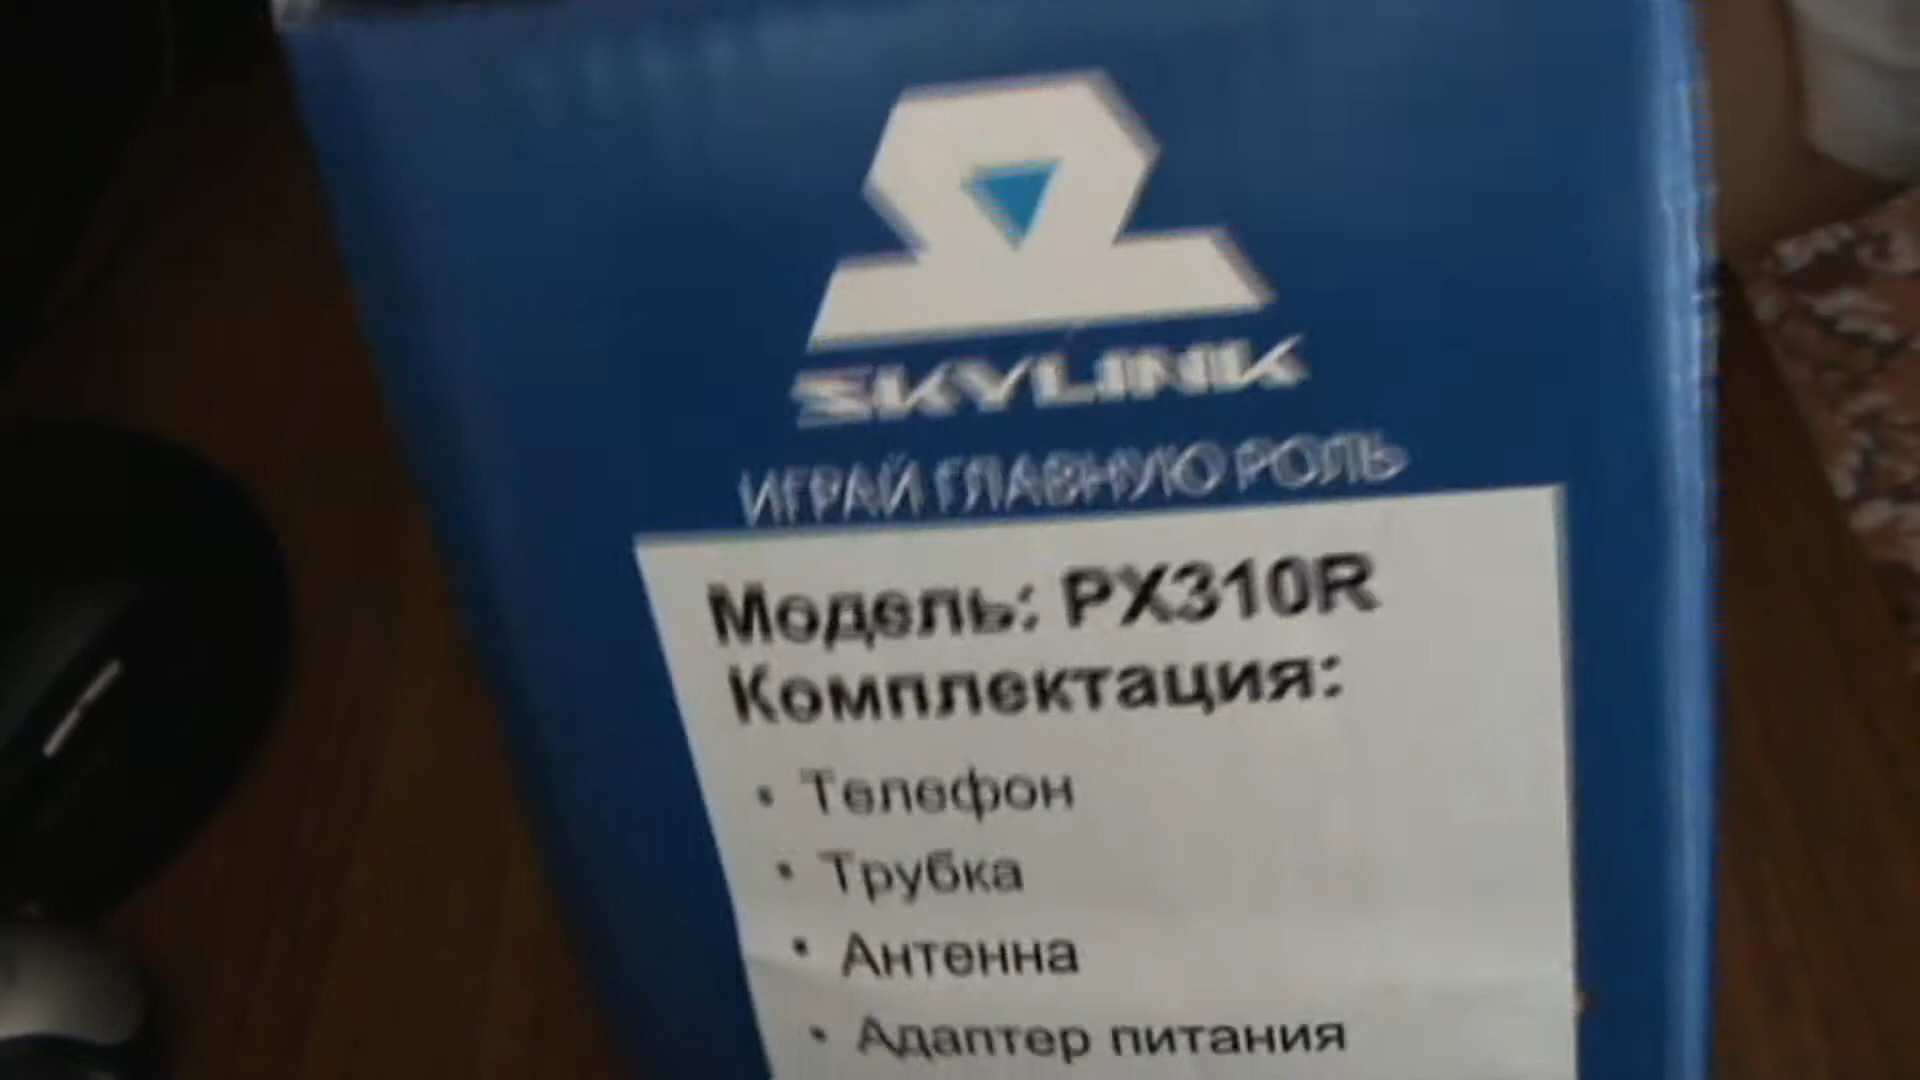 SKYLINK
ИГРАЙ ГЛАВНУЮ РОЛЬ
Модель: PX310R
Комплектация:
• Телефон
• Трубка
• Антенна
• Адаптер питания